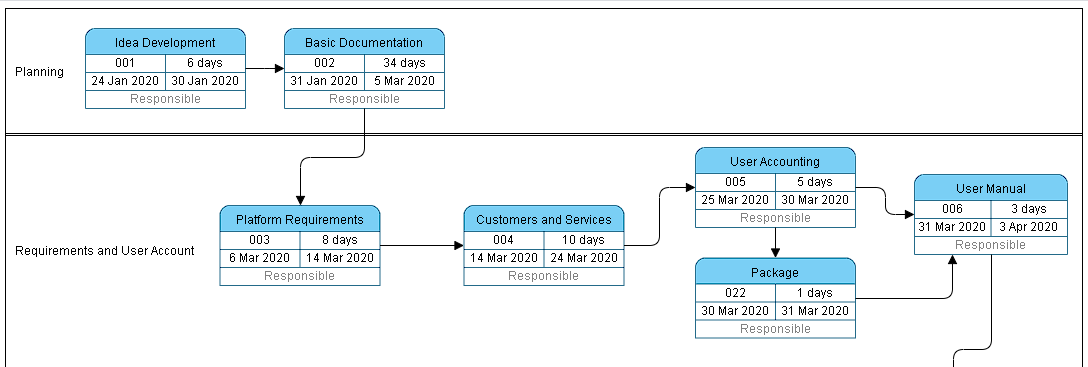 Planning
Idea Development
001 6 days
24 Jan 2020 30 Jan 2020
Responsible
Basic Documentation
002 34 days
31 Jan 2020 5 Mar 2020
Responsible
Requirements and User Account
Platform Requirements
003 8 days
6 Mar 2020 14 Mar 2020
Responsible
Customers and Services
004 10 days
14 Mar 2020 24 Mar 2020
Responsible
User Accounting
005 5 days
25 Mar 2020 30 Mar 2020
Responsible
Package
022 1 days
30 Mar 2020 31 Mar 2020
Responsible
User Manual
006 3 days
31 Mar 2020 3 Apr 2020
Responsible